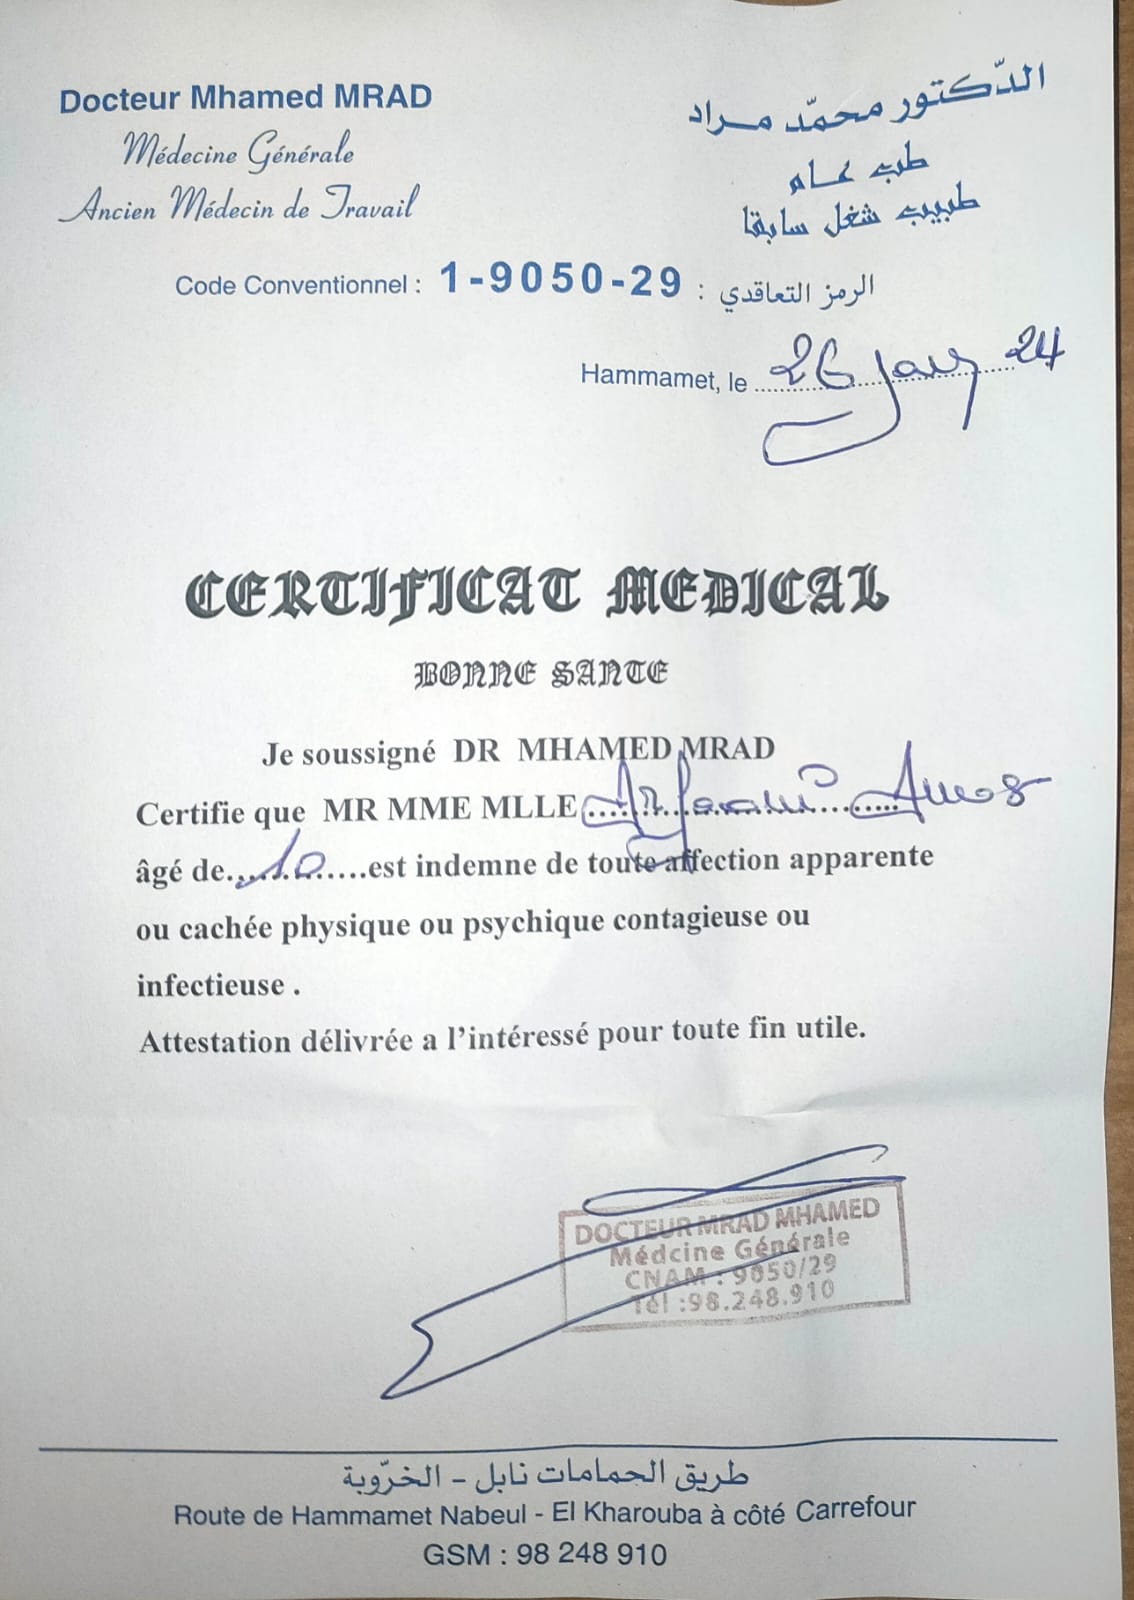 Docteur Mhamed MRAD
Médecine Générale
Ancien Médecin de Travail
الدّكتور محمّد مراد
طب عام
طبيب شغل سابقا
Code Conventionnel : 1-9050-29 : الرمز التعاقدي
Hammamet, le 26 Janv 24
CERTIFICAT MEDICAL
BONNE SANTE
Je soussigné DR MHAMED MRAD
Certifie que MR MME MLLE
âgé de......10......est indemne de toute affection apparente
ou cachée physique ou psychique contagieuse ou
infectieuse .
Attestation délivrée a l'intéressé pour toute fin utile.
DOCTEUR MRAD MHAMED
Médcine Générale
CNAM : 9050/29
Tél :98.248.910
طريق الحمامات نابل - الخرّوبة
Route de Hammamet Nabeul - El Kharouba à côté Carrefour
GSM : 98 248 910